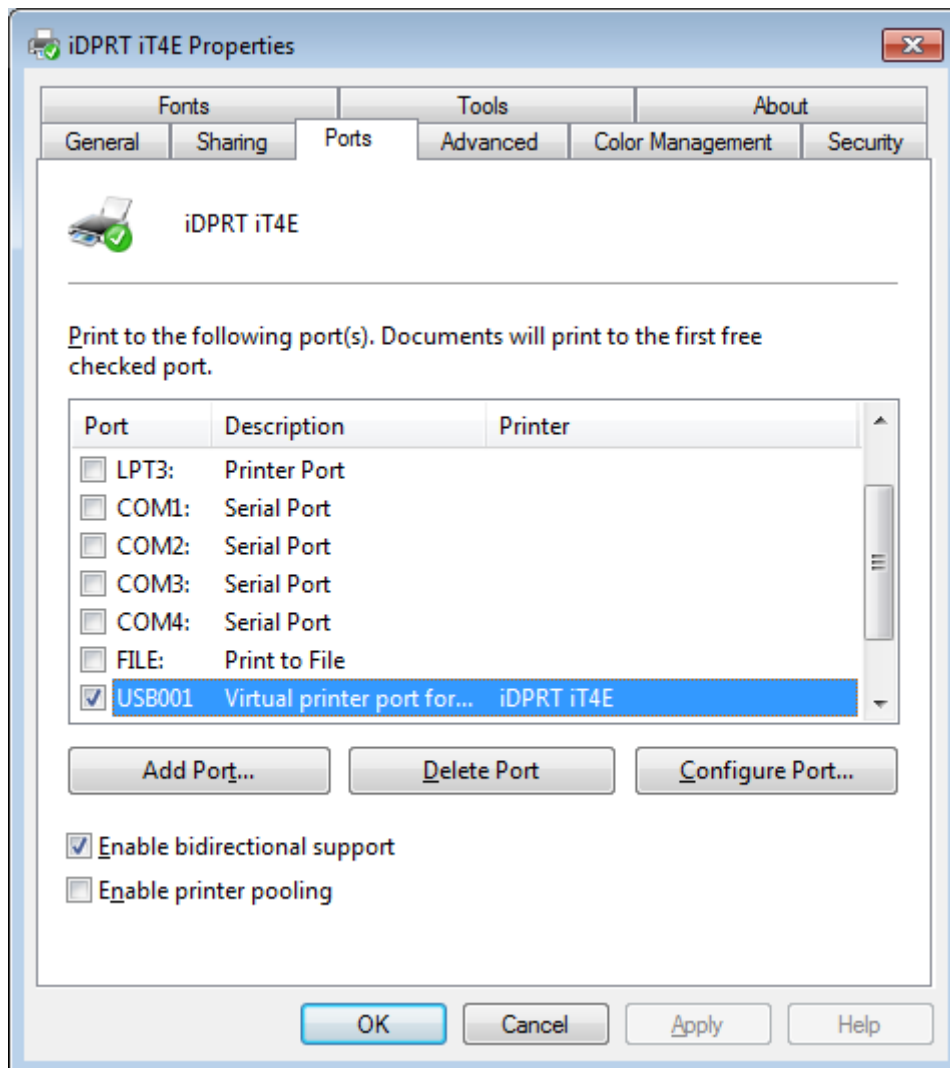 iDPRT iT4E Properties
Fonts Tools About
General Sharing Ports Advanced Color Management Security
iDPRT iT4E
Print to the following port(s). Documents will print to the first free
checked port.
Port Description Printer
LPT3: Printer Port
COM1: Serial Port
COM2: Serial Port
COM3: Serial Port
COM4: Serial Port
FILE: Print to File
USB001 Virtual printer port for... iDPRT iT4E
Add Port... Delete Port Configure Port...
Enable bidirectional support
Enable printer pooling
OK Cancel Apply Help